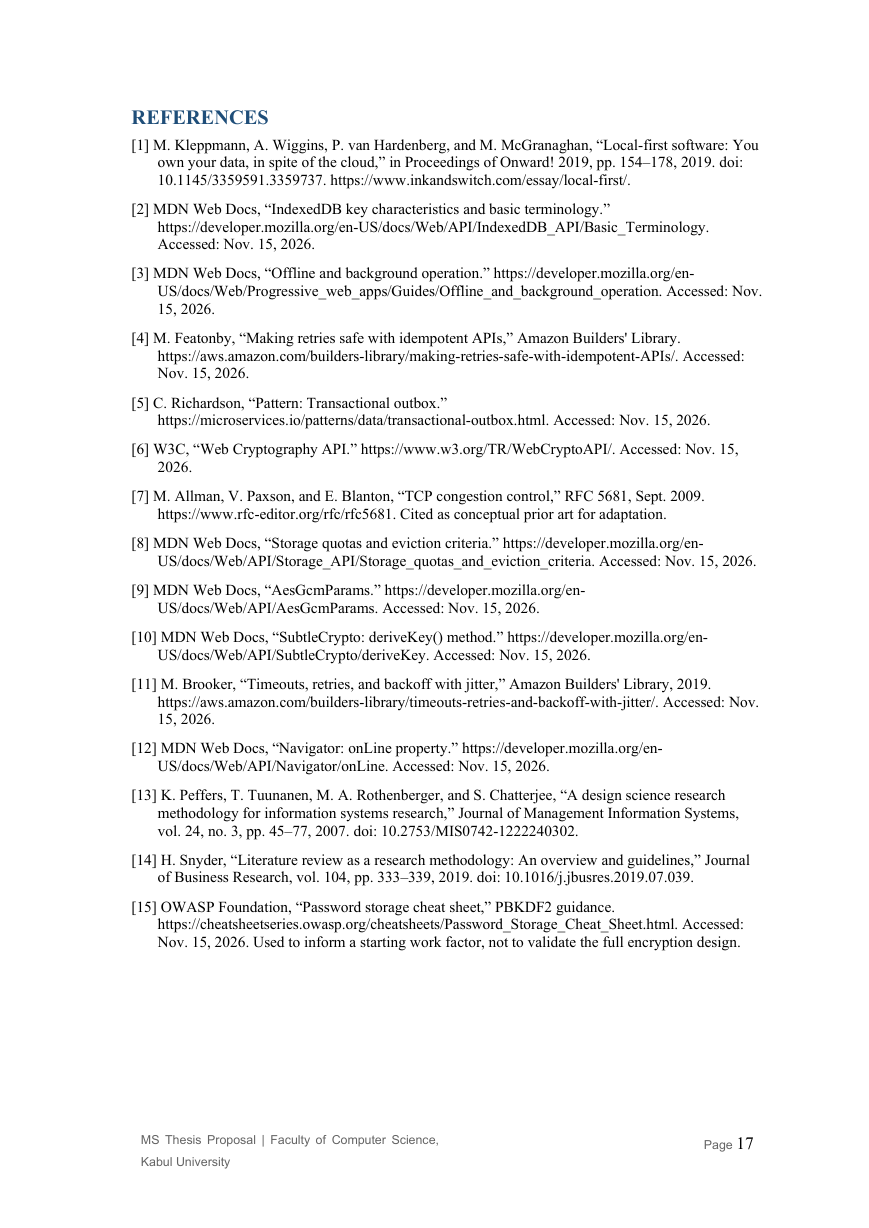 REFERENCES
[1] M. Kleppmann, A. Wiggins, P. van Hardenberg, and M. McGranaghan, “Local-first software: You
own your data, in spite of the cloud,” in Proceedings of Onward! 2019, pp. 154–178, 2019. doi:
10.1145/3359591.3359737. https://www.inkandswitch.com/essay/local-first/.
[2] MDN Web Docs, “IndexedDB key characteristics and basic terminology.”
https://developer.mozilla.org/en-US/docs/Web/API/IndexedDB_API/Basic_Terminology.
Accessed: Nov. 15, 2026.
[3] MDN Web Docs, “Offline and background operation.” https://developer.mozilla.org/en-
US/docs/Web/Progressive_web_apps/Guides/Offline_and_background_operation. Accessed: Nov.
15, 2026.
[4] M. Featonby, “Making retries safe with idempotent APIs,” Amazon Builders' Library.
https://aws.amazon.com/builders-library/making-retries-safe-with-idempotent-APIs/. Accessed:
Nov. 15, 2026.
[5] C. Richardson, “Pattern: Transactional outbox.”
https://microservices.io/patterns/data/transactional-outbox.html. Accessed: Nov. 15, 2026.
[6] W3C, “Web Cryptography API.” https://www.w3.org/TR/WebCryptoAPI/. Accessed: Nov. 15,
2026.
[7] M. Allman, V. Paxson, and E. Blanton, “TCP congestion control,” RFC 5681, Sept. 2009.
https://www.rfc-editor.org/rfc/rfc5681. Cited as conceptual prior art for adaptation.
[8] MDN Web Docs, “Storage quotas and eviction criteria.” https://developer.mozilla.org/en-
US/docs/Web/API/Storage_API/Storage_quotas_and_eviction_criteria. Accessed: Nov. 15, 2026.
[9] MDN Web Docs, “AesGcmParams.” https://developer.mozilla.org/en-
US/docs/Web/API/AesGcmParams. Accessed: Nov. 15, 2026.
[10] MDN Web Docs, “SubtleCrypto: deriveKey() method.” https://developer.mozilla.org/en-
US/docs/Web/API/SubtleCrypto/deriveKey. Accessed: Nov. 15, 2026.
[11] M. Brooker, “Timeouts, retries, and backoff with jitter,” Amazon Builders' Library, 2019.
https://aws.amazon.com/builders-library/timeouts-retries-and-backoff-with-jitter/. Accessed: Nov.
15, 2026.
[12] MDN Web Docs, “Navigator: onLine property.” https://developer.mozilla.org/en-
US/docs/Web/API/Navigator/onLine. Accessed: Nov. 15, 2026.
[13] K. Peffers, T. Tuunanen, M. A. Rothenberger, and S. Chatterjee, “A design science research
methodology for information systems research,” Journal of Management Information Systems,
vol. 24, no. 3, pp. 45–77, 2007. doi: 10.2753/MIS0742-1222240302.
[14] H. Snyder, “Literature review as a research methodology: An overview and guidelines,” Journal
of Business Research, vol. 104, pp. 333–339, 2019. doi: 10.1016/j.jbusres.2019.07.039.
[15] OWASP Foundation, “Password storage cheat sheet,” PBKDF2 guidance.
https://cheatsheetseries.owasp.org/cheatsheets/Password_Storage_Cheat_Sheet.html. Accessed:
Nov. 15, 2026. Used to inform a starting work factor, not to validate the full encryption design.
MS Thesis Proposal | Faculty of Computer Science,
Kabul University
Page 17